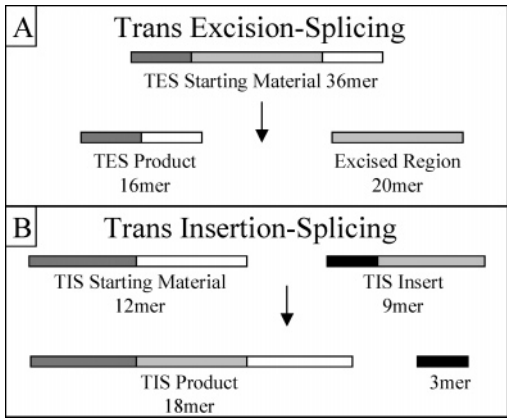 A
Trans Excision-Splicing
TES Starting Material 36mer
TES Product
16mer
Excised Region
20mer
B
Trans Insertion-Splicing
TIS Starting Material
12mer
TIS Insert
9mer
TIS Product
18mer
3mer